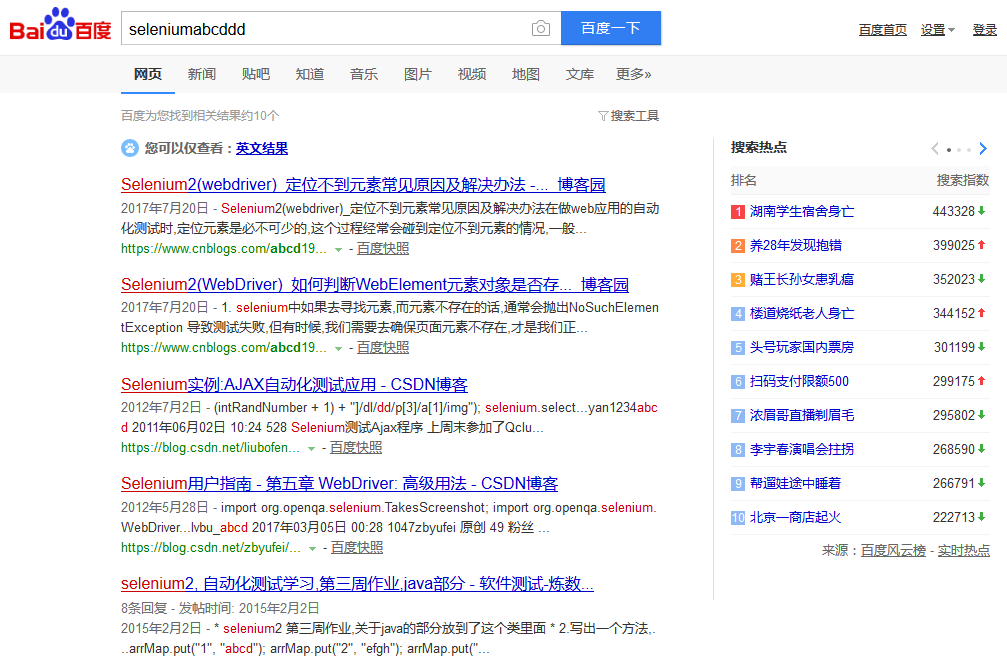 Bai du 百度
seleniumabcddd
百度一下
百度首页 设置 登录
网页 新闻 贴吧 知道 音乐 图片 视频 地图 文库 更多»
百度为您找到相关结果约10个
搜索工具
您可以仅查看：英文结果
Selenium2(webdriver)_定位不到元素常见原因及解决办法 -..._博客园
2017年7月20日 - Selenium2(webdriver)_定位不到元素常见原因及解决办法在做web应用的自动
化测试时,定位元素是必不可少的,这个过程经常会碰到定位不到元素的情况,一般...
https://www.cnblogs.com/abcd19... - 百度快照
Selenium2(WebDriver)_如何判断WebElement元素对象是否存..._博客园
2017年7月20日 - 1. selenium中如果去寻找元素,而元素不存在的话,通常会抛出NoSuchElemen
tException 导致测试失败,但有时候,我们需要去确保页面元素不存在,才是我们正...
https://www.cnblogs.com/abcd19... - 百度快照
Selenium实例:AJAX自动化测试应用 - CSDN博客
2012年7月2日 - (intRandNumber + 1) + "]/dl/dd/p[3]/a[1]/img"); selenium.select...yan1234abc
d 2011年06月02日 10:24 528 Selenium测试Ajax程序 上周末参加了Qclu...
https://blog.csdn.net/liubofen... - 百度快照
Selenium用户指南 - 第五章 WebDriver: 高级用法 - CSDN博客
2012年5月28日 - import org.openqa.selenium.TakesScreenshot; import org.openqa.selenium.
WebDriver...lvbu_abcd 2017年03月05日 00:28 1047zbyufei 原创 49 粉丝 ...
https://blog.csdn.net/zbyufei/... - 百度快照
selenium2, 自动化测试学习,第三周作业,java部分 - 软件测试-炼数...
8条回复 - 发帖时间: 2015年2月2日
2015年2月2日 - * selenium2 第三周作业,关于java的部分放到了这个类里面 * 2.写出一个方法,.
..arrMap.put("1", "abcd"); arrMap.put("2", "efgh"); arrMap.put("...
搜索热点
排名 搜索指数
1 湖南学生宿舍身亡 443328
2 养28年发现抱错 399025
3 赌王长孙女患乳癌 352023
4 楼道烧纸老人身亡 344152
5 头号玩家国内票房 301199
6 扫码支付限额500 299175
7 浓眉哥直播剃眉毛 295802
8 李宇春演唱会拄拐 268590
9 帮遛娃途中睡着 266791
10 北京一商店起火 222713
来源：百度风云榜 - 实时热点